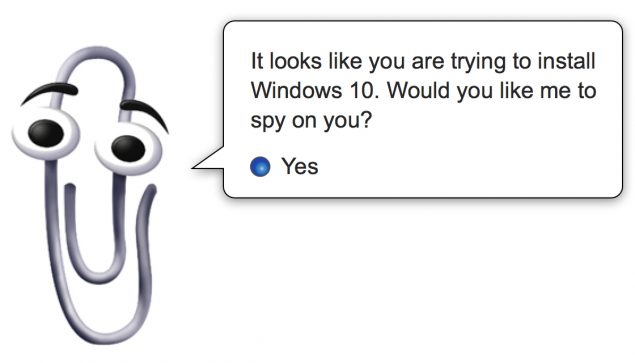 It looks like you are trying to install
Windows 10. Would you like me to
spy on you?
Yes